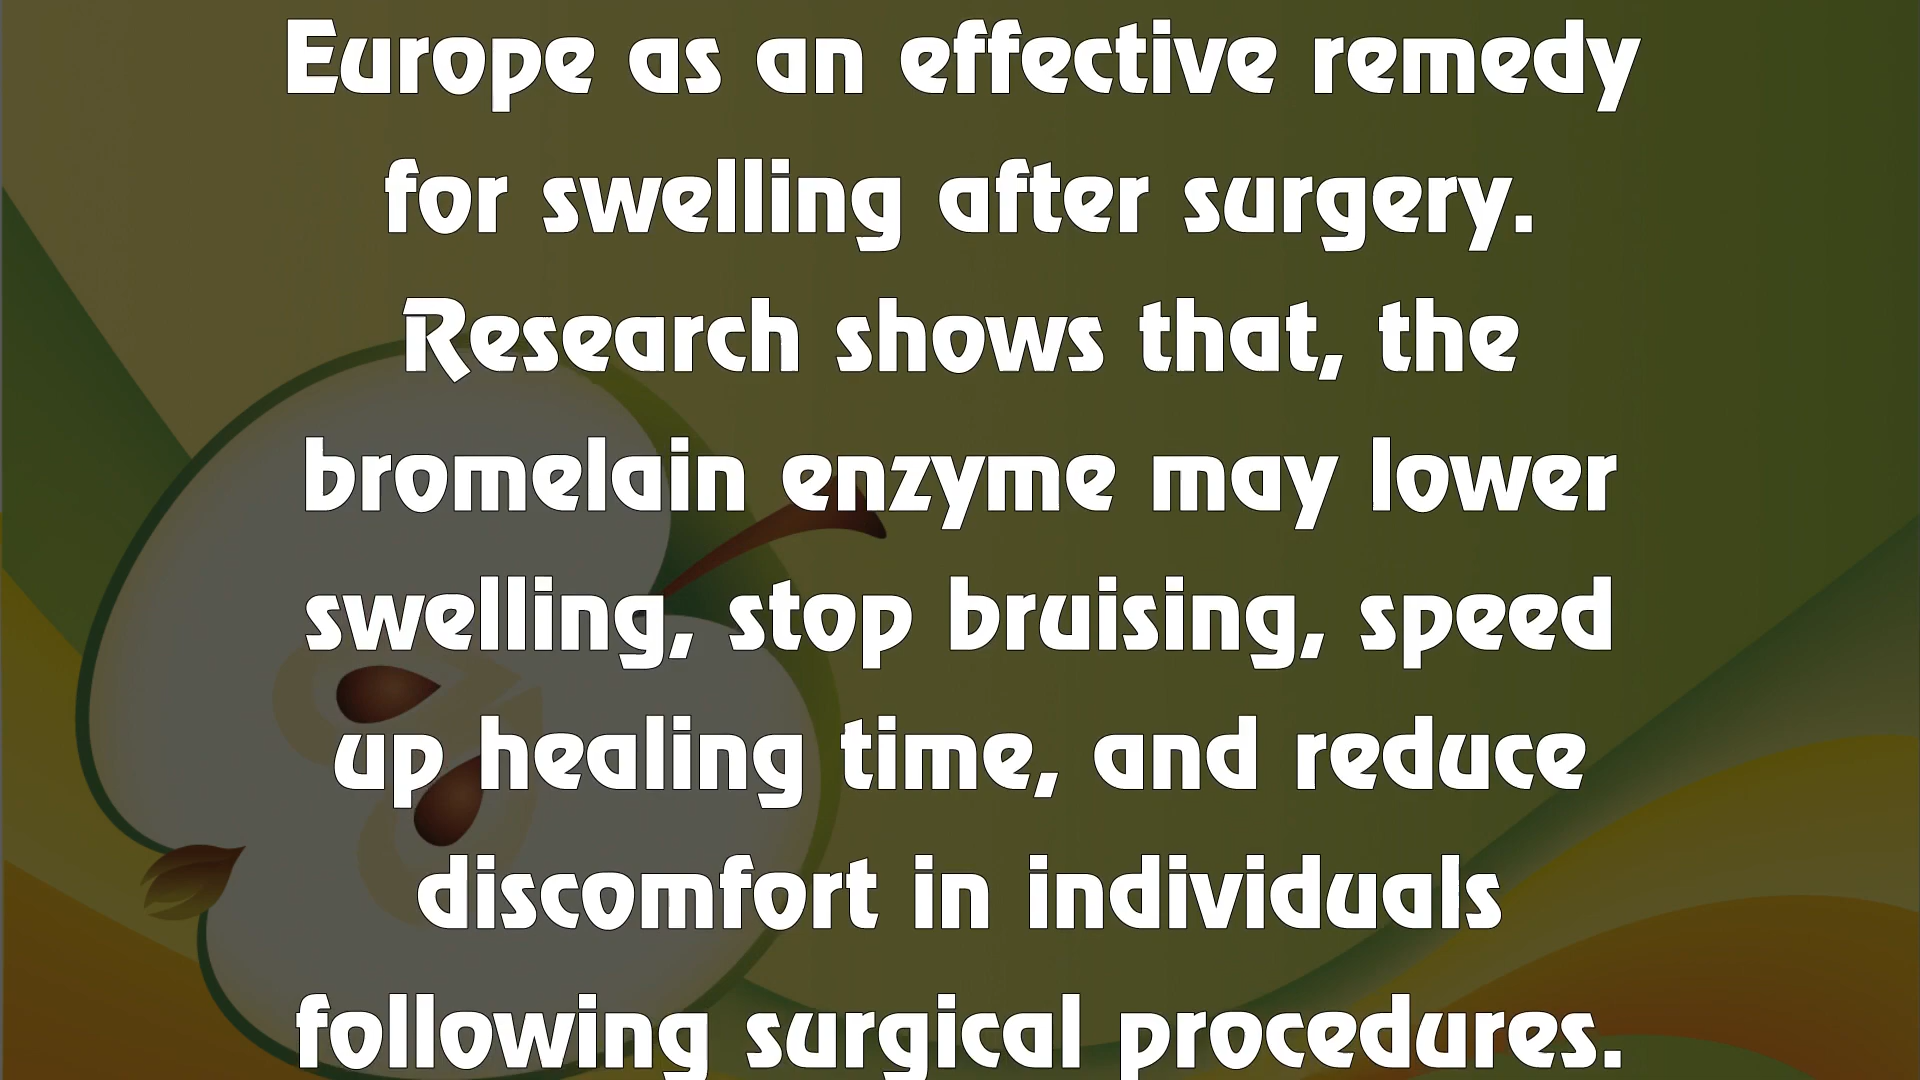 Europe as an effective remedy
for swelling after surgery.
Research shows that, the
bromelain enzyme may lower
swelling, stop bruising, speed
up healing time, and reduce
discomfort in individuals
following surgical procedures.